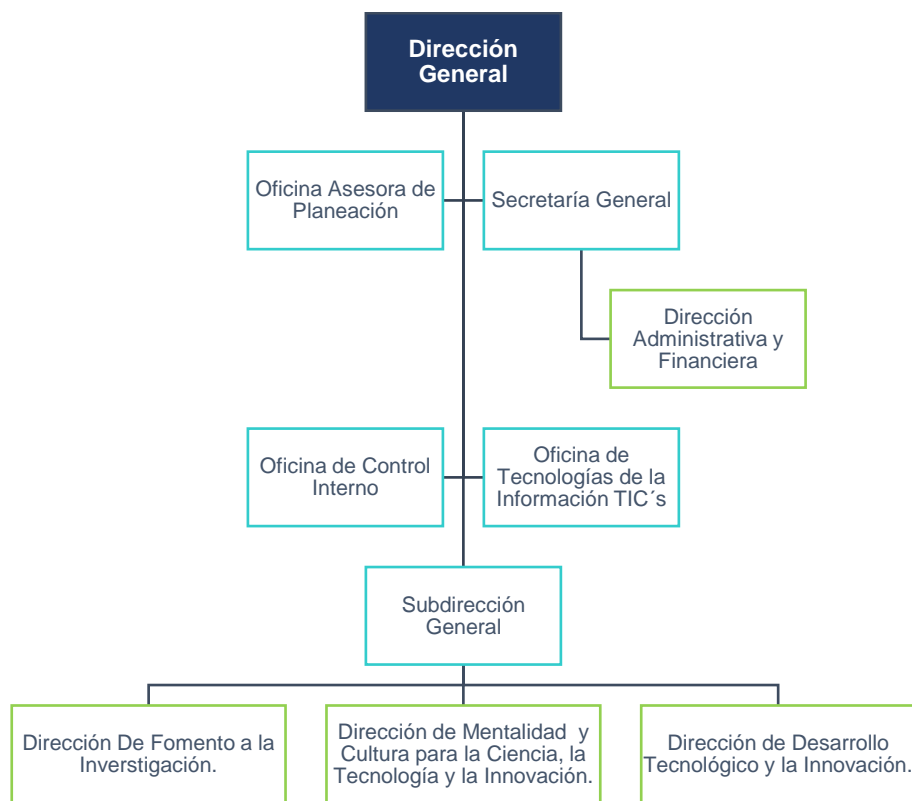 Dirección
General
Oficina Asesora de
Planeación
Secretaría General
Dirección
Administrativa y
Financiera
Oficina de Control
Interno
Oficina de
Tecnologías de la
Información TIC´s
Subdirección
General
Dirección De Fomento a la
Inverstigación.
Dirección de Mentalidad y
Cultura para la Ciencia, la
Tecnología y la Innovación.
Dirección de Desarrollo
Tecnológico y la Innovación.